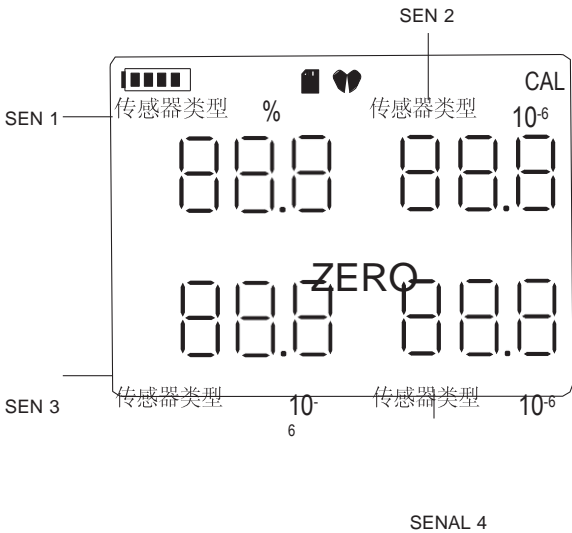 SEN 2
CAL
SEN 1
传感器类型 %
传感器类型 10-6
88.8 88.8
ZERO
88.8 88.8
SEN 3
传感器类型 10-6
传感器类型 10-6
SENAL 4